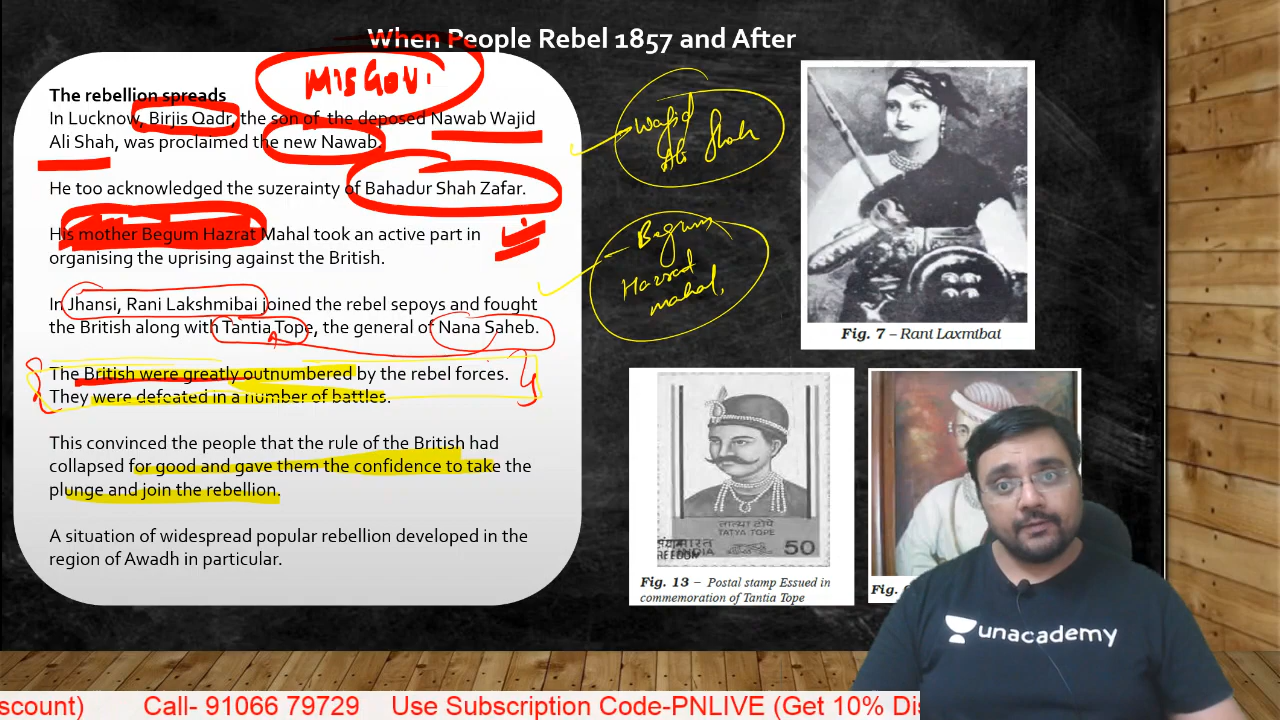 When People Rebel 1857 and After
MISGOV.
The rebellion spreads
In Lucknow, Birjis Qadr, the son of the deposed Nawab Wajid
Ali Shah, was proclaimed the new Nawab.
He too acknowledged the suzerainty of Bahadur Shah Zafar.
His mother Begum Hazrat Mahal took an active part in
organising the uprising against the British.
In Jhansi, Rani Lakshmibai joined the rebel sepoys and fought
the British along with Tantia Tope, the general of Nana Saheb.
The British were greatly outnumbered by the rebel forces.
They were defeated in a number of battles.
This convinced the people that the rule of the British had
collapsed for good and gave them the confidence to take the
plunge and join the rebellion.
A situation of widespread popular rebellion developed in the
region of Awadh in particular.
Wajid
Ali Shah
Begum
Hazrat
mahal,
Fig. 7 – Rani Laxmibai
तात्या टोपे
TATYA TOPE
भारत
INDIA
50
Fig. 13 – Postal stamp Essued in
commemoration of Tantia Tope
Fig.
unacademy
scount) Call- 91066 79729 Use Subscription Code-PNLIVE (Get 10% Dis